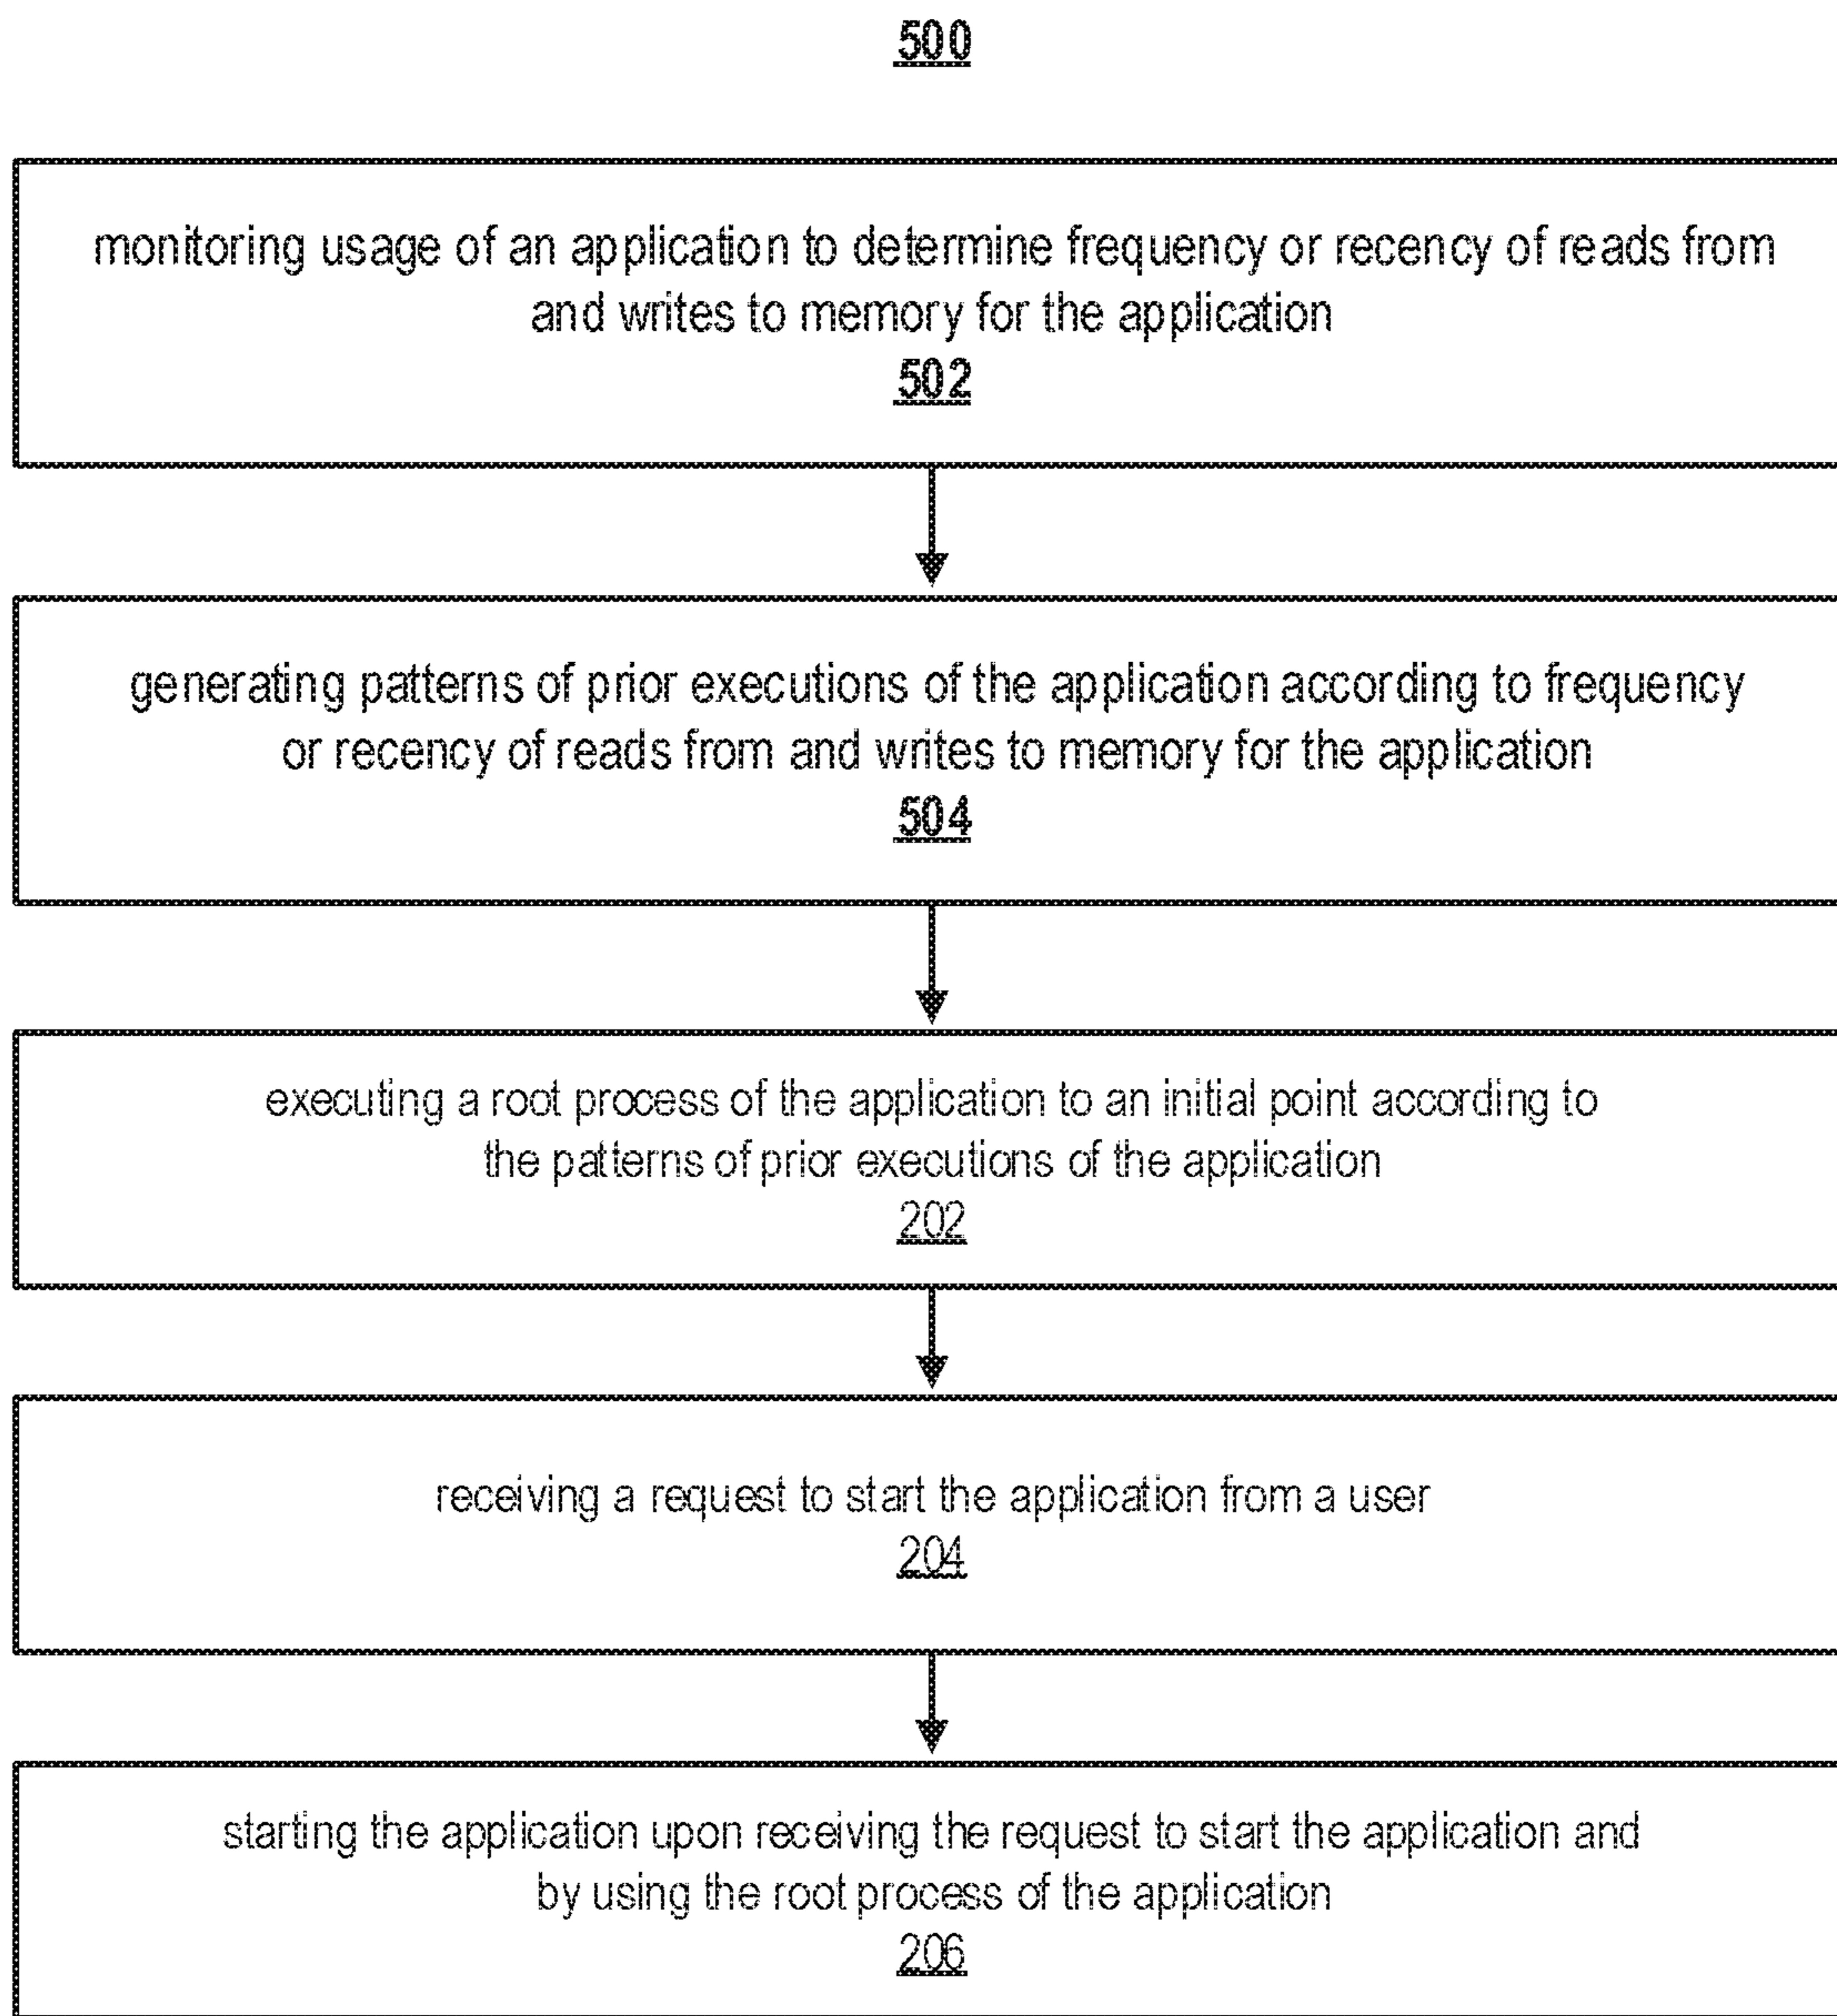 500
monitoring usage of an application to determine frequency or recency of reads from
and writes to memory for the application
502
generating patterns of prior executions of the application according to frequency
or recency of reads from and writes to memory for the application
504
executing a root process of the application to an initial point according to
the patterns of prior executions of the application
202
receiving a request to start the application from a user
204
starting the application upon receiving the request to start the application and
by using the root process of the application
206